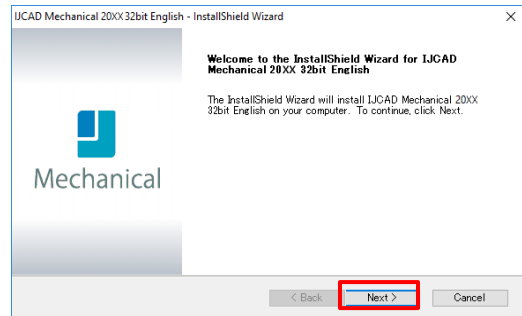 IJCAD Mechanical 20XX 32bit English - InstallShield Wizard
Welcome to the InstallShield Wizard for IJCAD
Mechanical 20XX 32bit English
The InstallShield Wizard will install IJCAD Mechanical 20XX
32bit English on your computer. To continue, click Next.
Mechanical
< Back
Next >
Cancel